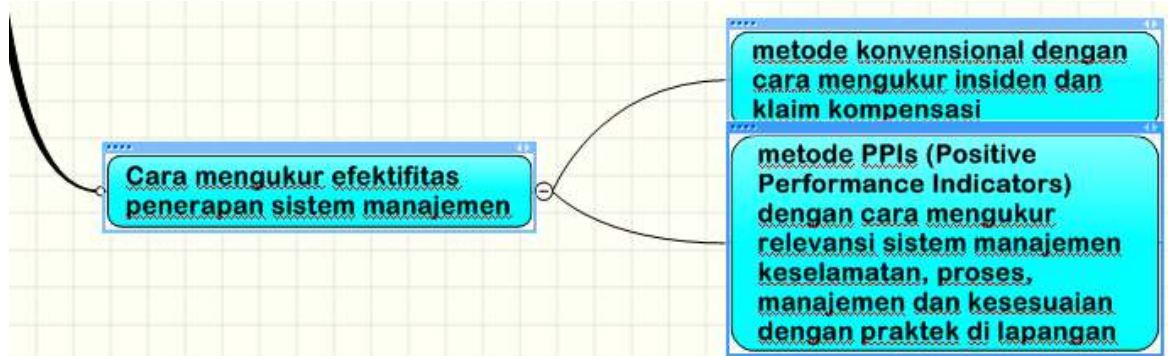 Cara mengukur efektifitas
penerapan sistem manajemen
metode konvensional dengan
cara mengukur insiden dan
klaim kompensasi
metode PPIs (Positive
Performance Indicators)
dengan cara mengukur
relevansi sistem manajemen
keselamatan, proses,
manajemen dan kesesuaian
dengan praktek di lapangan